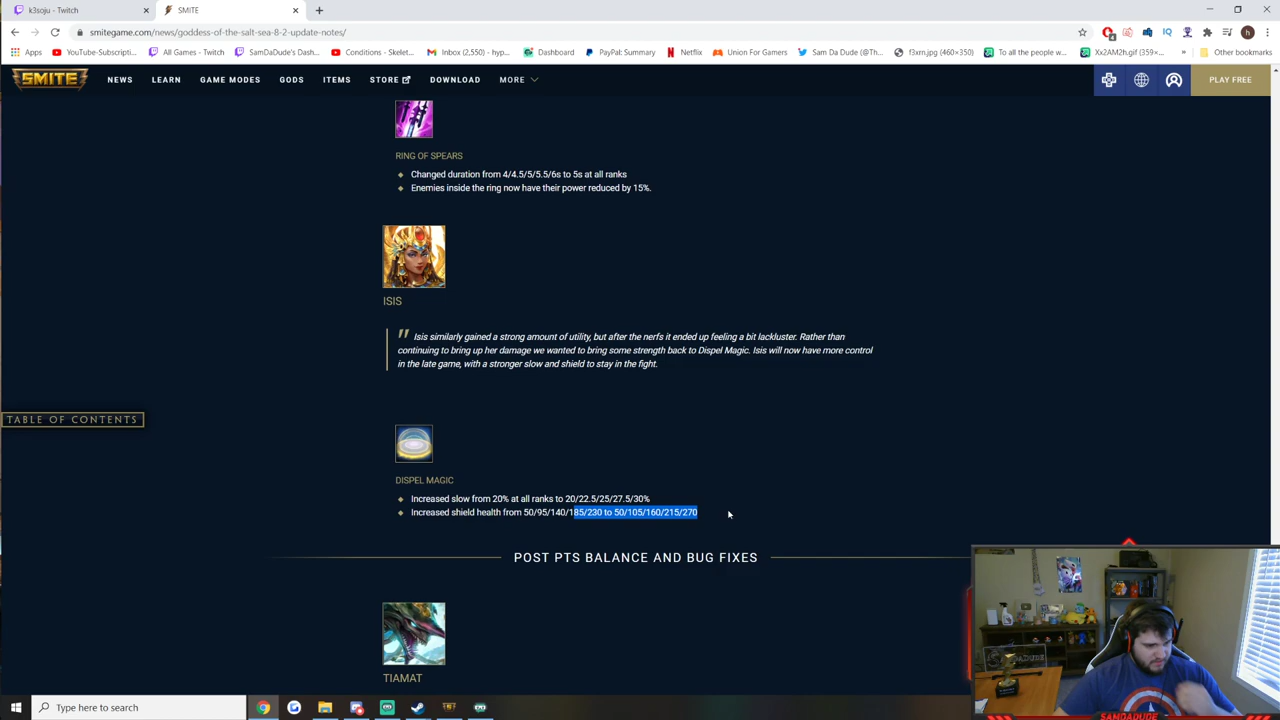 k3soju - Twitch
SMITE
smitegame.com/news/goddess-of-the-salt-sea-8-2-update-notes/
Apps YouTube-Subscripti... All Games - Twitch SamDaDude's Dash... Conditions - Skelet... Inbox (2,550) - hyp... Dashboard PayPal: Summary Netflix Union For Gamers Sam Da Dude (@Th... f3xrn.jpg (460×350) To all the people w... Xx2AM2h.gif (359×... » Other bookmarks
SMITE NEWS LEARN GAME MODES GODS ITEMS STORE DOWNLOAD MORE PLAY FREE
RING OF SPEARS
Changed duration from 4/4.5/5/5.5/6s to 5s at all ranks
Enemies inside the ring now have their power reduced by 15%.
ISIS
" Isis similarly gained a strong amount of utility, but after the nerfs it ended up feeling a bit lackluster. Rather than
continuing to bring up her damage we wanted to bring some strength back to Dispel Magic. Isis will now have more control
in the late game, with a stronger slow and shield to stay in the fight.
TABLE OF CONTENTS
DISPEL MAGIC
Increased slow from 20% at all ranks to 20/22.5/25/27.5/30%
Increased shield health from 50/95/140/185/230 to 50/105/160/215/270
POST PTS BALANCE AND BUG FIXES
TIAMAT
SAMDADUDE
Type here to search